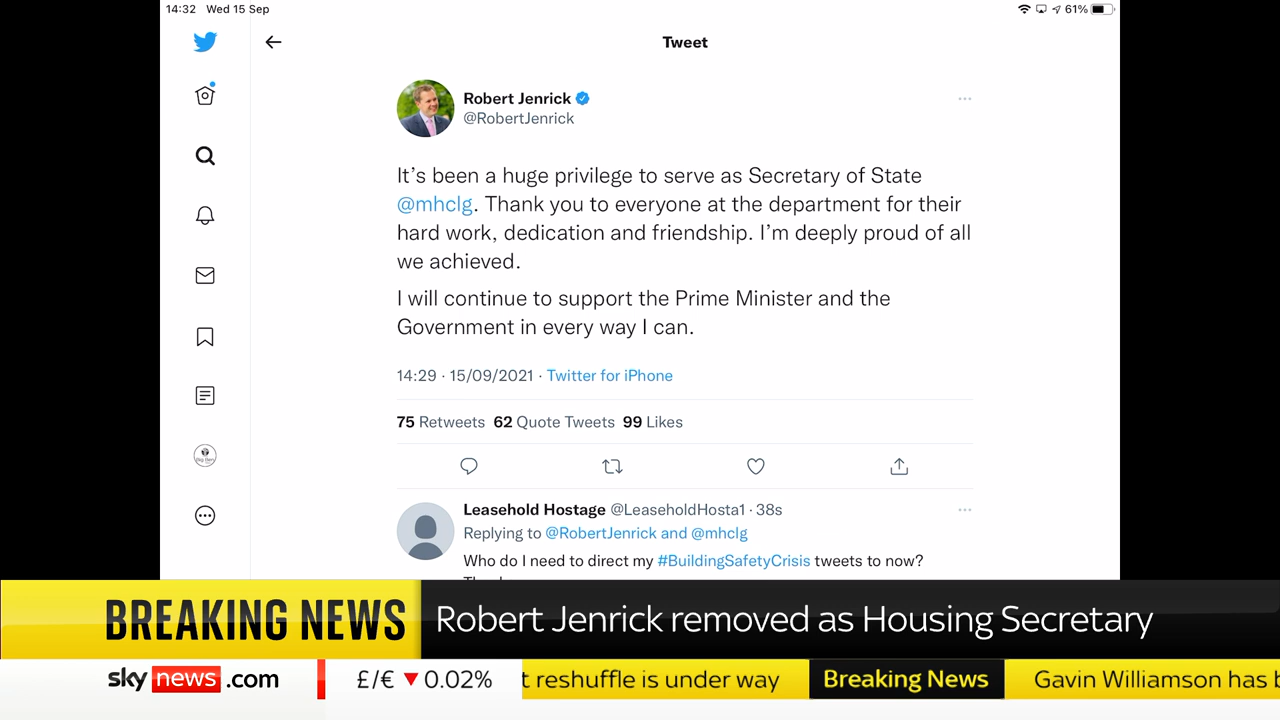 14:32 Wed 15 Sep
61%
Tweet
Robert Jenrick
@RobertJenrick
It's been a huge privilege to serve as Secretary of State
@mhclg. Thank you to everyone at the department for their
hard work, dedication and friendship. I'm deeply proud of all
we achieved.
I will continue to support the Prime Minister and the
Government in every way I can.
14:29 · 15/09/2021 · Twitter for iPhone
75 Retweets 62 Quote Tweets 99 Likes
Leasehold Hostage @LeaseholdHosta1 · 38s
Replying to @RobertJenrick and @mhclg
Who do I need to direct my #BuildingSafetyCrisis tweets to now?
BREAKING NEWS
Robert Jenrick removed as Housing Secretary
sky news .com
£/€ ▼ 0.02%
t reshuffle is under way
Breaking News
Gavin Williamson has b